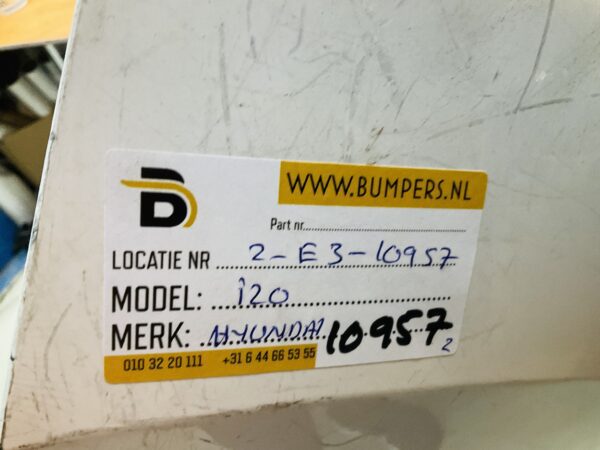 WWW.BUMPERS.NL
Part nr.
LOCATIE NR 2-E3-10957
MODEL: i20
MERK: HYUNDAI 10957 2
010 32 20 111 +31 6 44 66 53 55